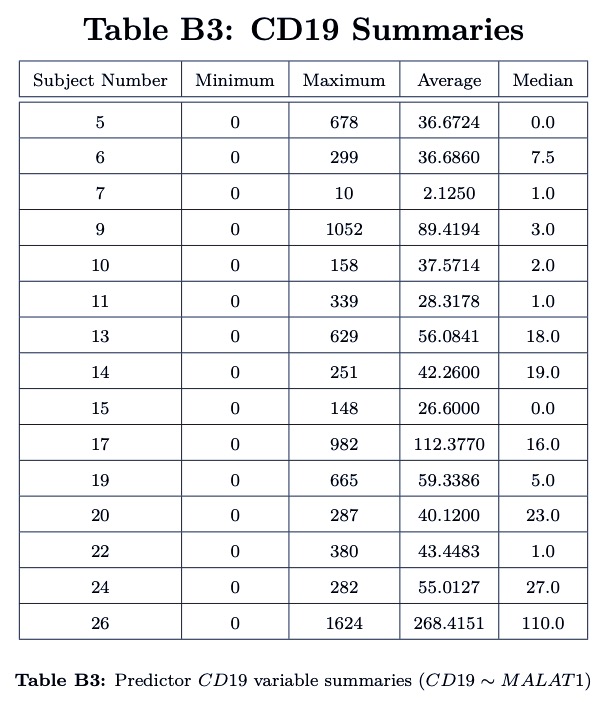 Table B3: CD19 Summaries
Subject Number Minimum Maximum Average Median
5 0 678 36.6724 0.0
6 0 299 36.6860 7.5
7 0 10 2.1250 1.0
9 0 1052 89.4194 3.0
10 0 158 37.5714 2.0
11 0 339 28.3178 1.0
13 0 629 56.0841 18.0
14 0 251 42.2600 19.0
15 0 148 26.6000 0.0
17 0 982 112.3770 16.0
19 0 665 59.3386 5.0
20 0 287 40.1200 23.0
22 0 380 43.4483 1.0
24 0 282 55.0127 27.0
26 0 1624 268.4151 110.0
Table B3: Predictor CD19 variable summaries (CD19 ∼ MALAT1)